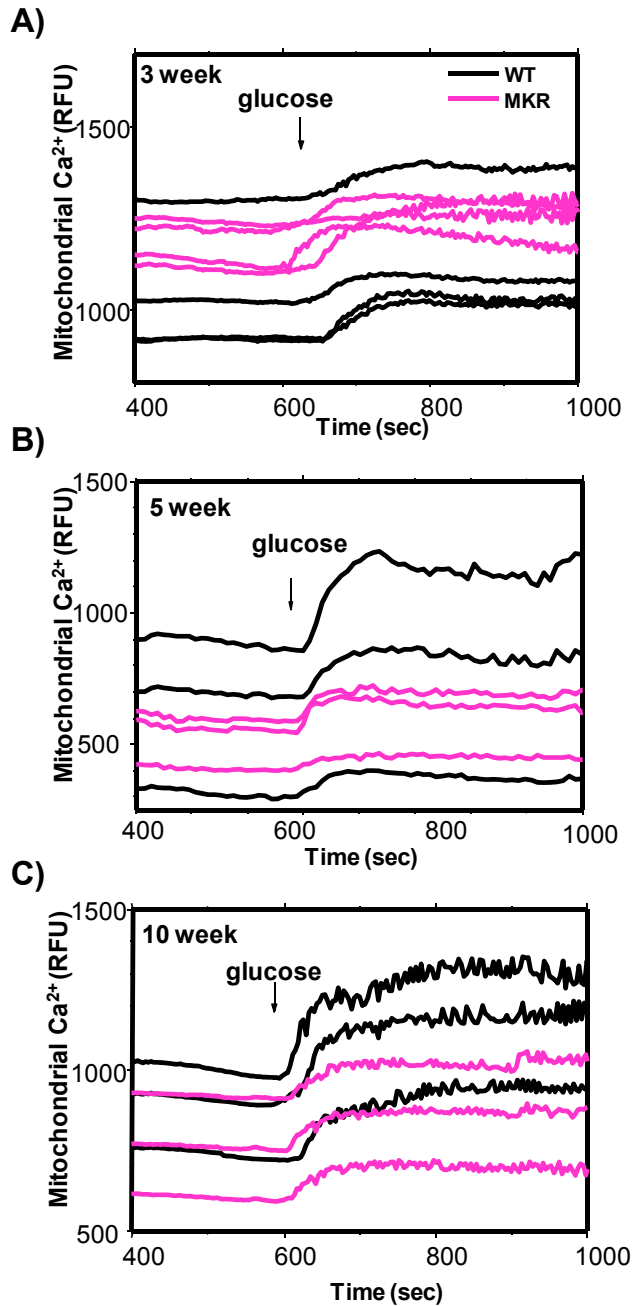 A)
3 week
WT
MKR
glucose
1500
1000
Mitochondrial Ca²⁺ (RFU)
400 600 800 1000
Time (sec)
B)
5 week
glucose
1500
1000
500
Mitochondrial Ca²⁺ (RFU)
400 600 800 1000
Time (sec)
C)
10 week
glucose
1500
1000
500
Mitochondrial Ca²⁺ (RFU)
400 600 800 1000
Time (sec)